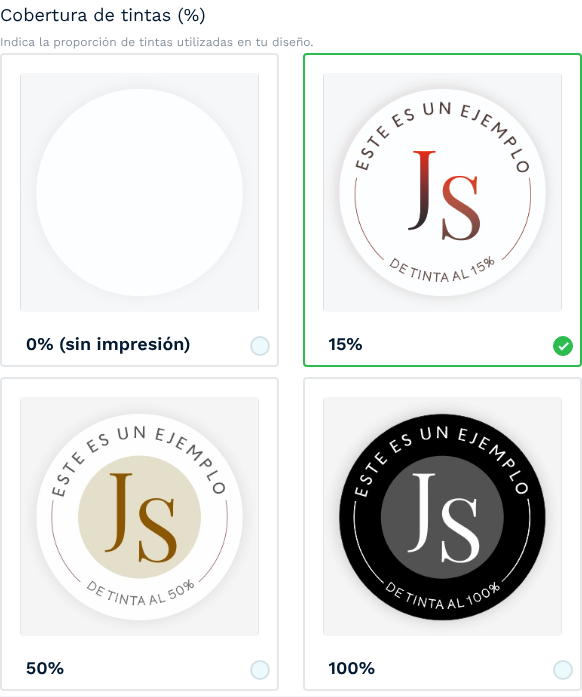 Cobertura de tintas (%)
Indica la proporción de tintas utilizadas en tu diseño.
0% (sin impresión)
ESTE ES UN EJEMPLO
JS
DE TINTA AL 15%
15%
ESTE ES UN EJEMPLO
JS
DE TINTA AL 50%
50%
ESTE ES UN EJEMPLO
JS
DE TINTA AL 100%
100%